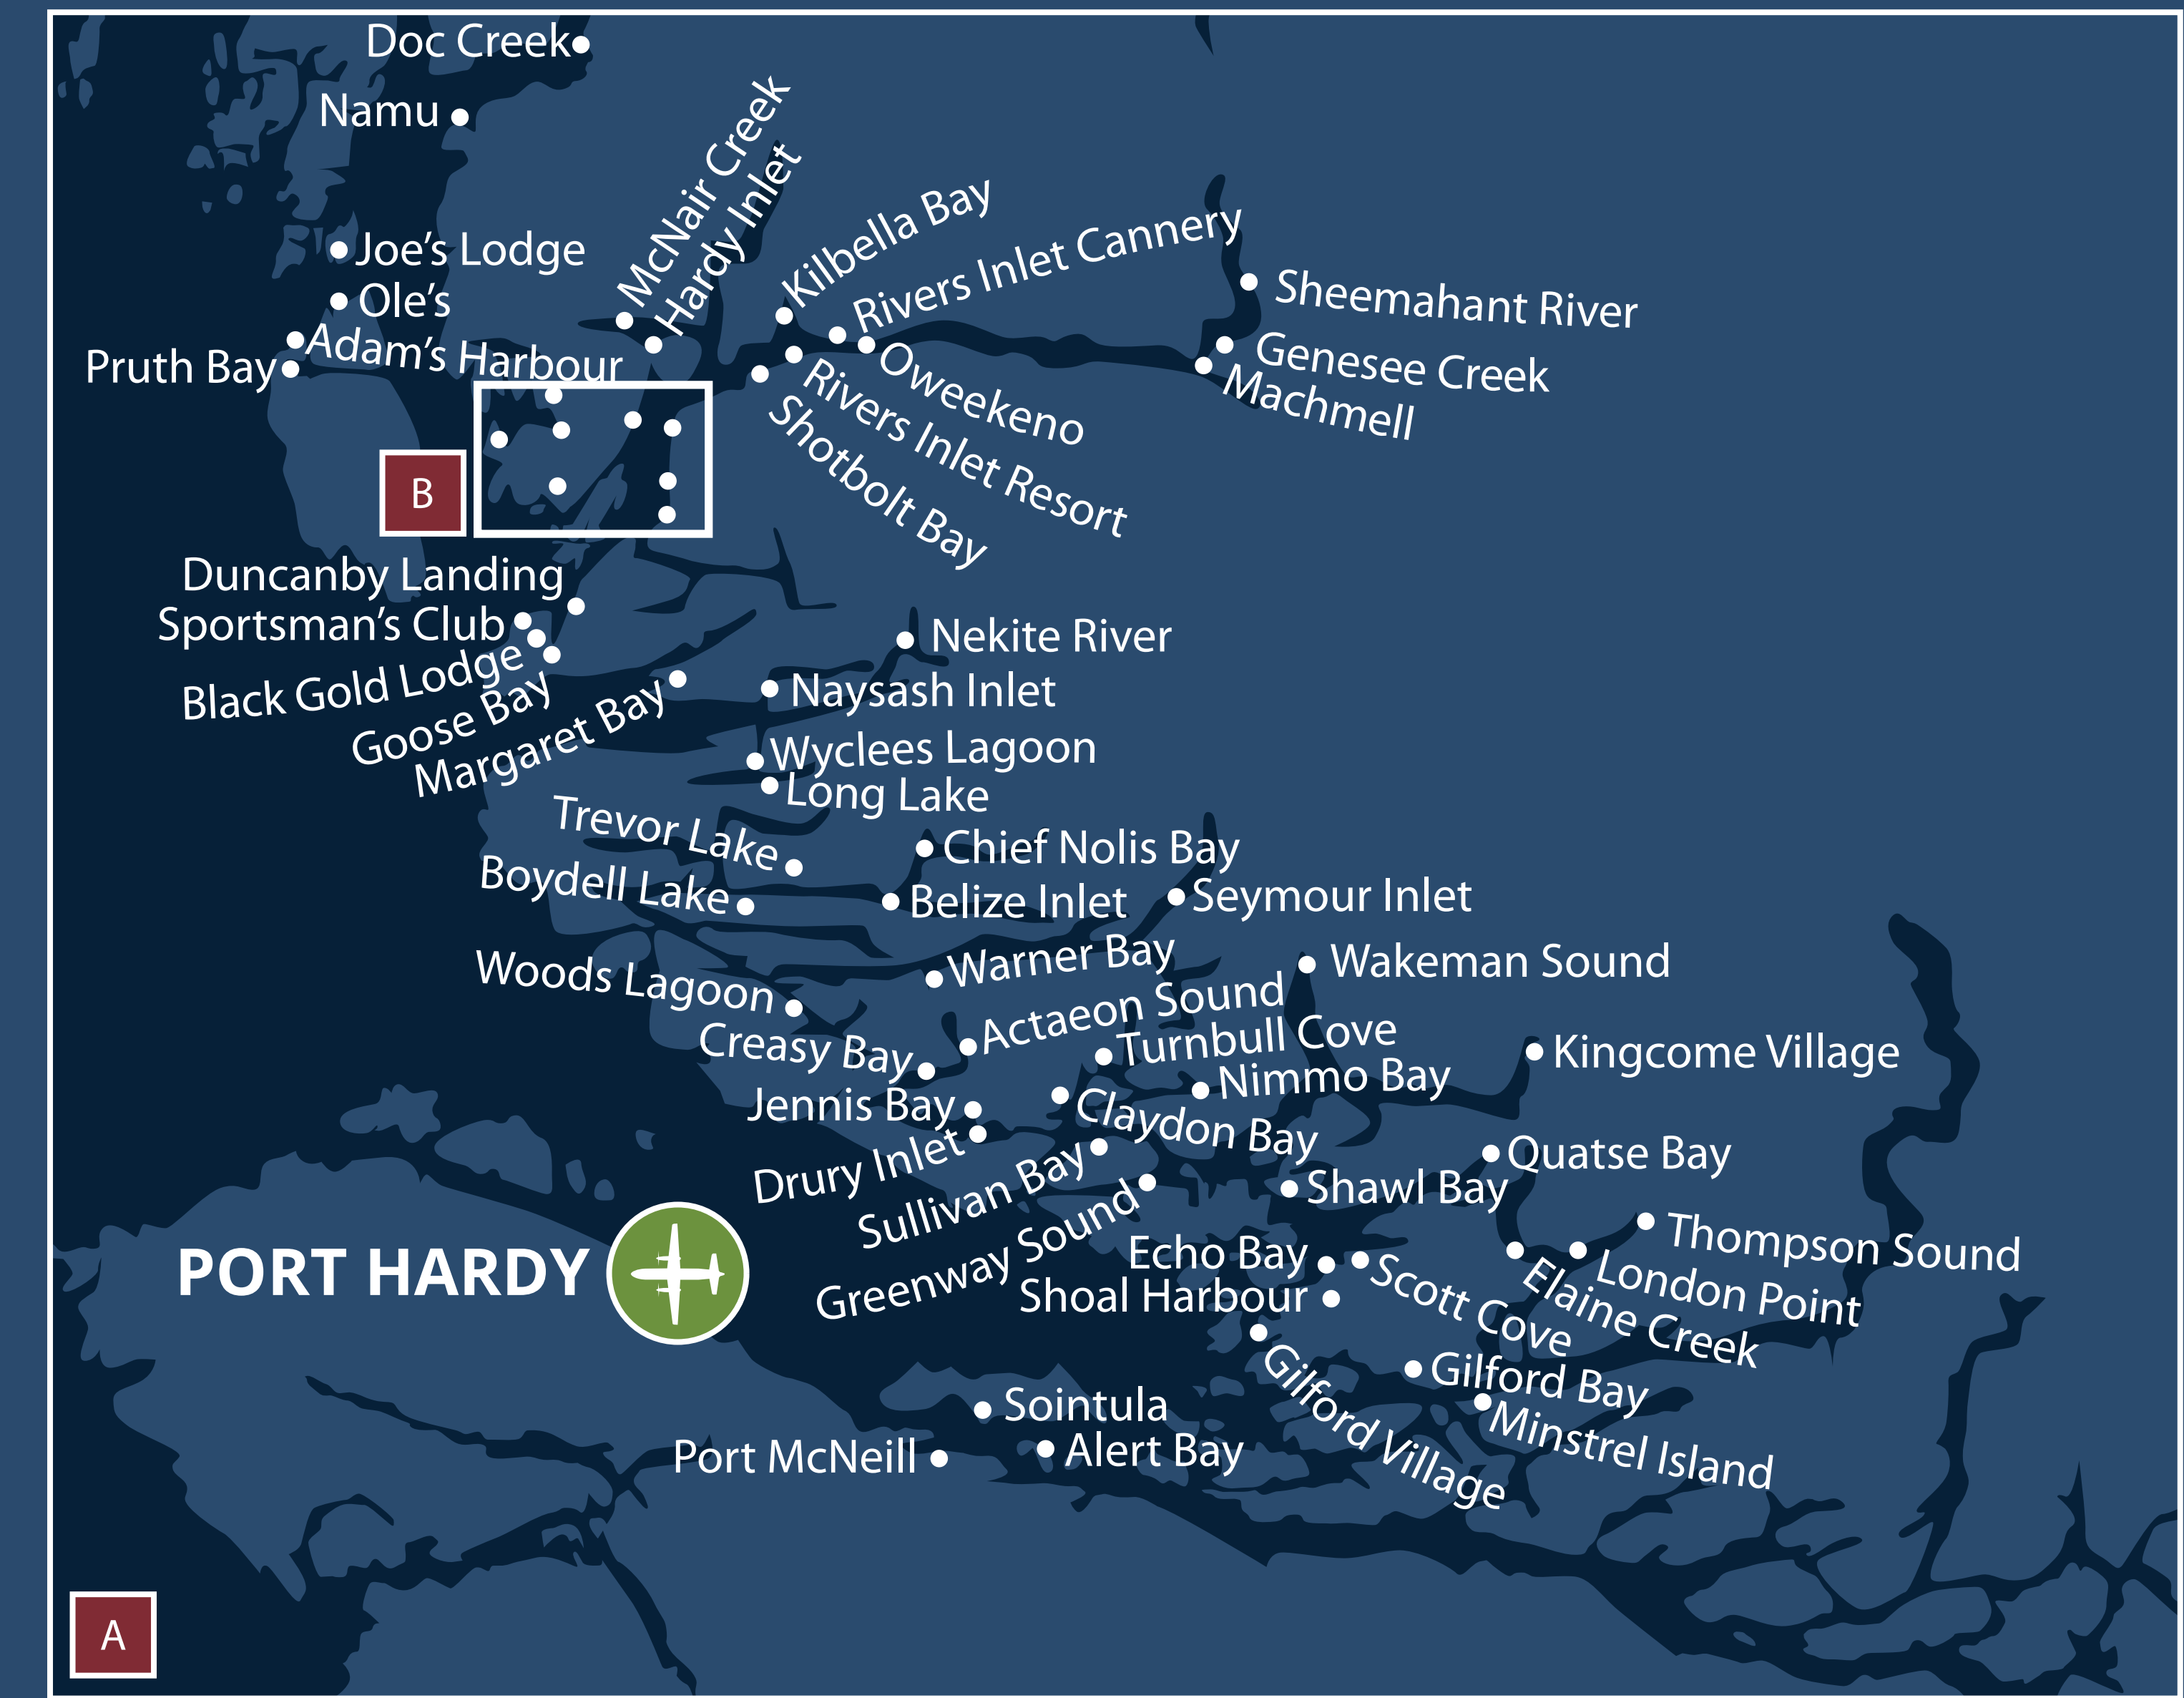 Doc Creek
Namu
McNair Creek
Hardy Inlet
Kilbella Bay
Rivers Inlet Cannery
Joe's Lodge
Ole's
Adam's Harbour
Pruth Bay
Sheemahant River
Genesee Creek
Machmell
Oweekeno
Rivers Inlet Resort
Shotbolt Bay
B
Duncanby Landing
Sportsman's Club
Black Gold Lodge
Goose Bay
Margaret Bay
Nekite River
Naysash Inlet
Wyclees Lagoon
Long Lake
Trevor Lake
Chief Nolis Bay
Boydell Lake
Belize Inlet
Seymour Inlet
Woods Lagoon
Warner Bay
Wakeman Sound
Actaeon Sound
Creasy Bay
Turnbull Cove
Kingcome Village
Nimmo Bay
Jennis Bay
Claydon Bay
Drury Inlet
Quatse Bay
Sullivan Bay
Shawl Bay
Greenway Sound
Thompson Sound
PORT HARDY
Echo Bay
London Point
Elaine Creek
Scott Cove
Shoal Harbour
Gilford Bay
Gilford Village
Minstrel Island
Sointula
Alert Bay
Port McNeill
A